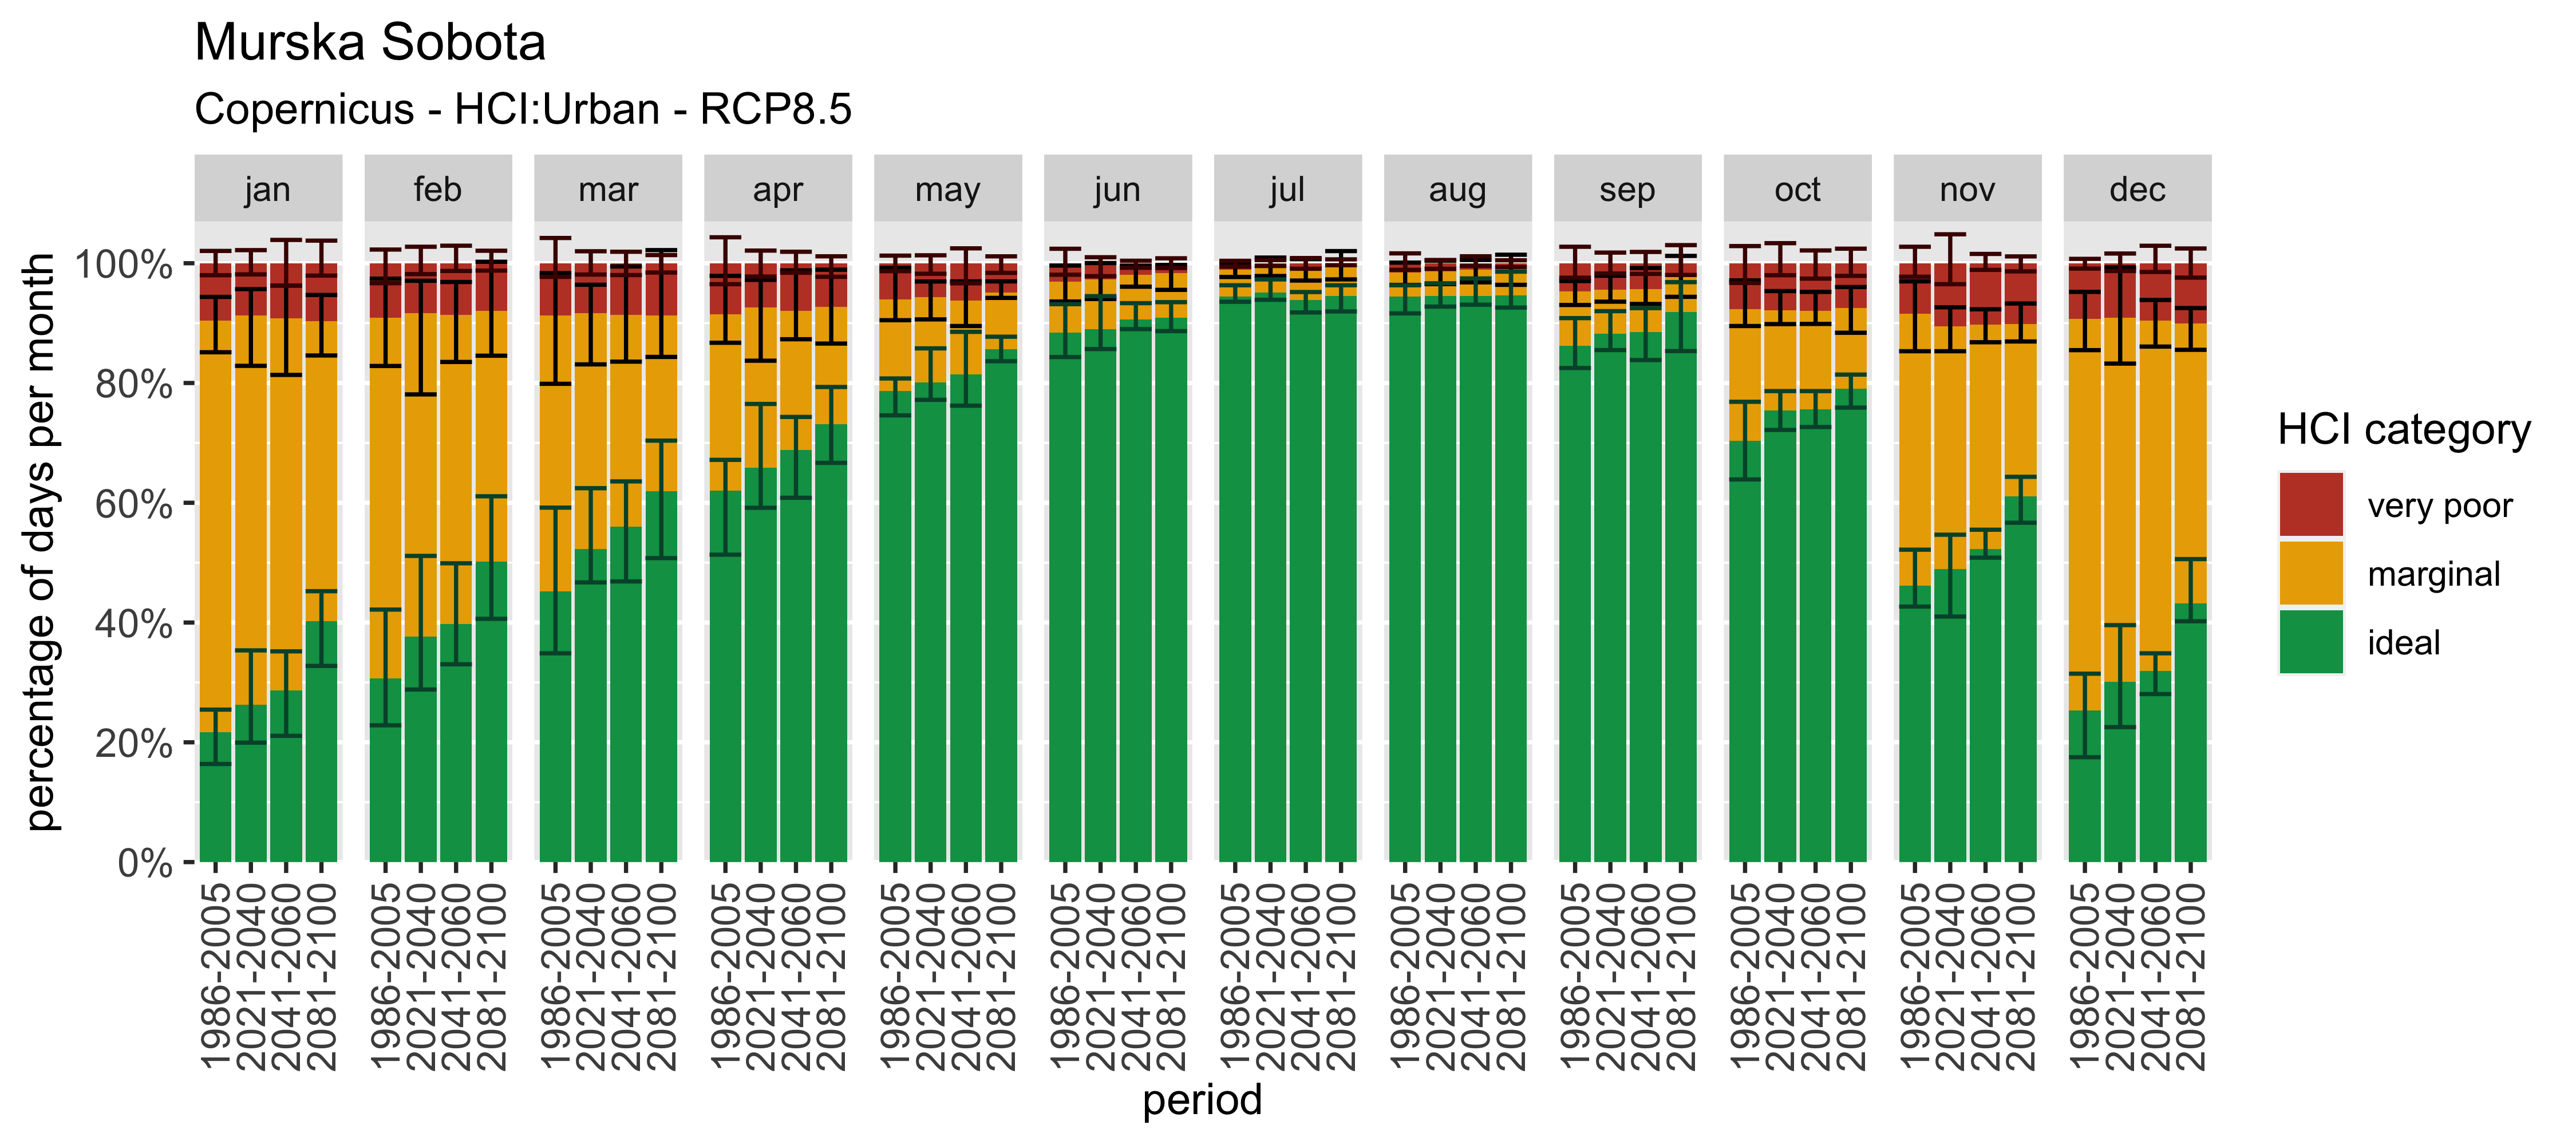 Murska Sobota
Copernicus - HCI:Urban - RCP8.5
jan feb mar apr may jun jul aug sep oct nov dec
percentage of days per month
100%
80%
60%
40%
20%
0%
1986-2005 2021-2040 2041-2060 2081-2100 1986-2005 2021-2040 2041-2060 2081-2100 1986-2005 2021-2040 2041-2060 2081-2100 1986-2005 2021-2040 2041-2060 2081-2100 1986-2005 2021-2040 2041-2060 2081-2100 1986-2005 2021-2040 2041-2060 2081-2100 1986-2005 2021-2040 2041-2060 2081-2100 1986-2005 2021-2040 2041-2060 2081-2100 1986-2005 2021-2040 2041-2060 2081-2100 1986-2005 2021-2040 2041-2060 2081-2100 1986-2005 2021-2040 2041-2060 2081-2100 1986-2005 2021-2040 2041-2060 2081-2100
period
HCI category
very poor
marginal
ideal